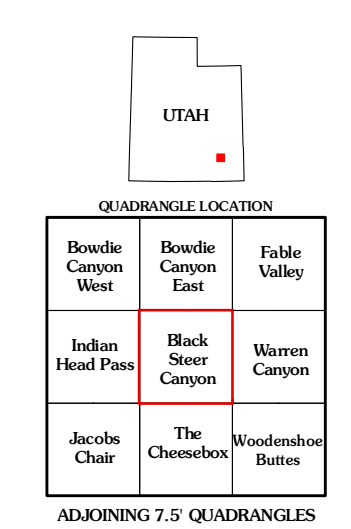 UTAH
QUADRANGLE LOCATION
Bowdie
Canyon
West
Bowdie
Canyon
East
Fable
Valley
Indian
Head Pass
Black
Steer
Canyon
Warren
Canyon
Jacobs
Chair
The
Cheesebox
Woodenshoe
Buttes
ADJOINING 7.5' QUADRANGLES